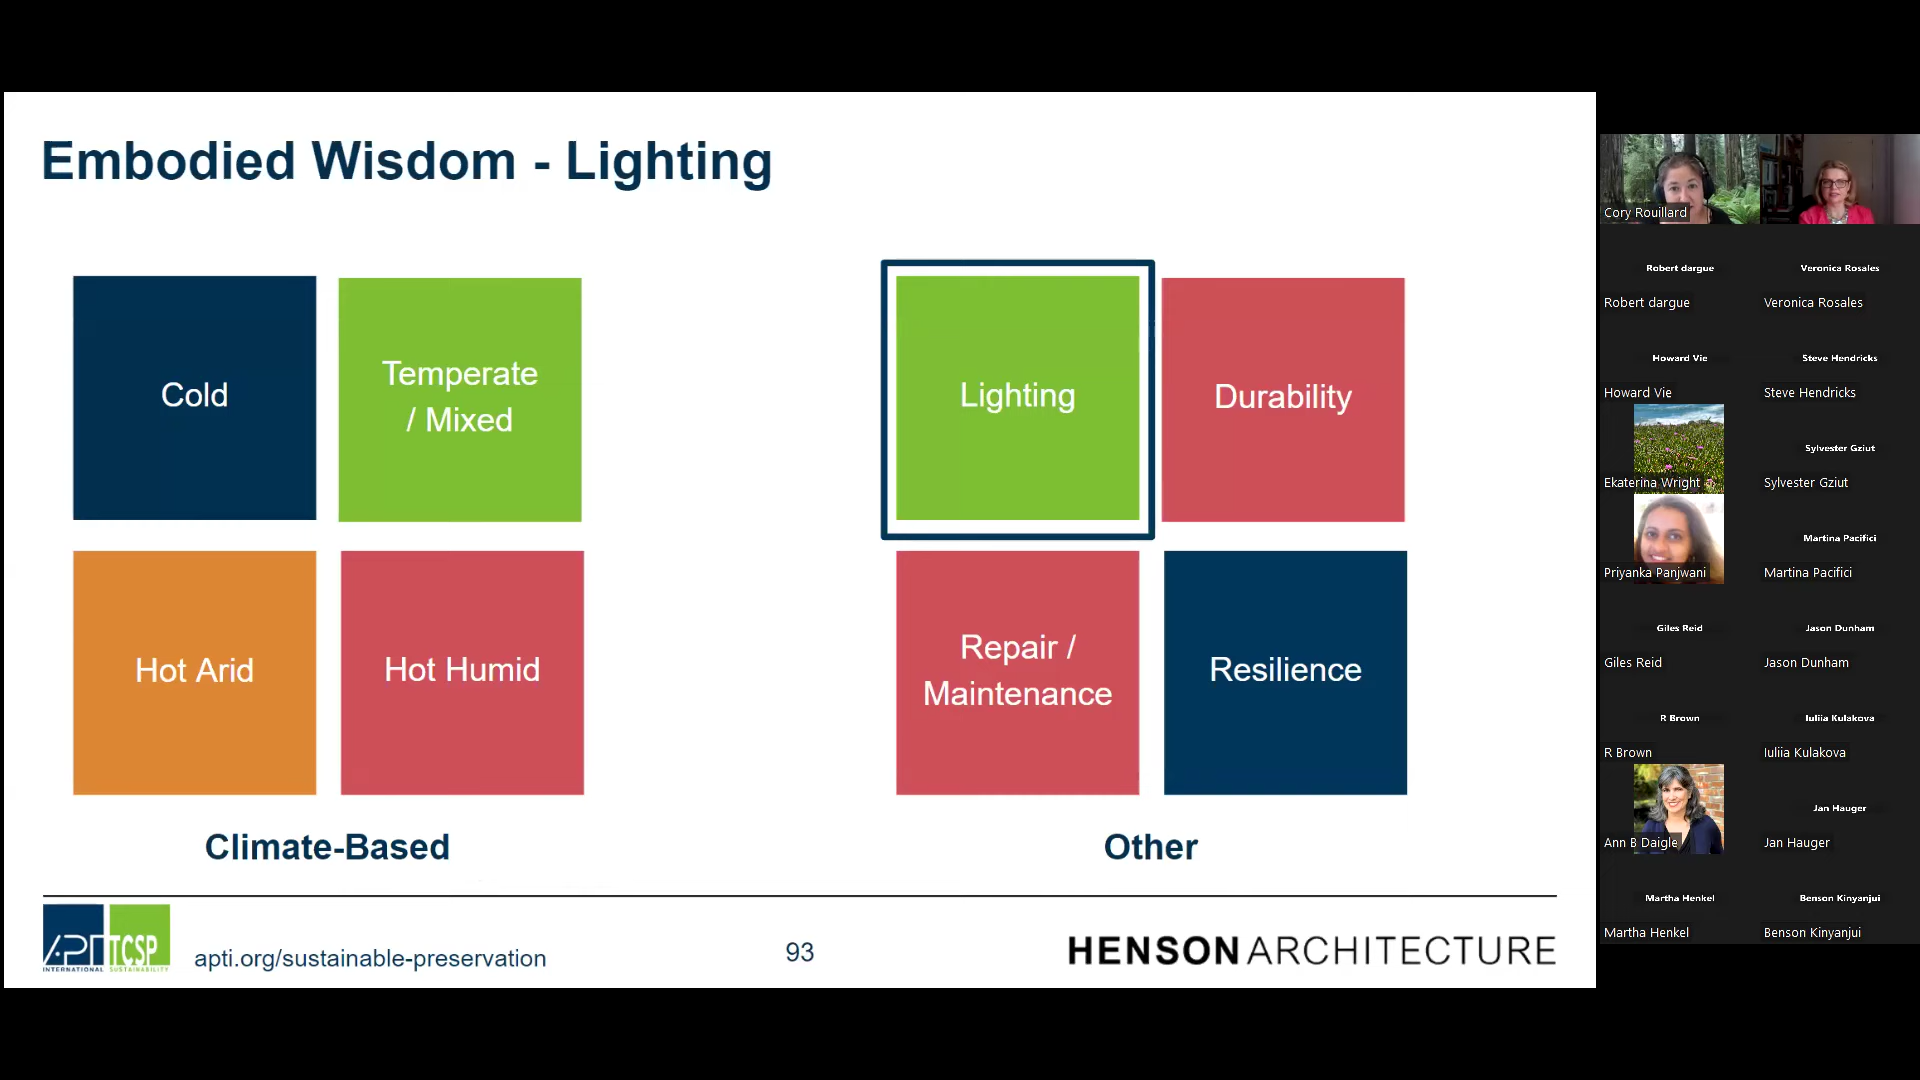 Embodied Wisdom - Lighting
Cold
Temperate
/ Mixed
Hot Arid
Hot Humid
Climate-Based
Lighting
Durability
Repair /
Maintenance
Resilience
Other
APT TCSP
INTERNATIONAL SUSTAINABILITY
apti.org/sustainable-preservation
93
HENSON ARCHITECTURE
Cory Rouillard
Robert dargue
Robert dargue
Veronica Rosales
Veronica Rosales
Howard Vie
Howard Vie
Steve Hendricks
Steve Hendricks
Ekaterina Wright
Sylvester Gziut
Sylvester Gziut
Priyanka Panjwani
Martina Pacifici
Martina Pacifici
Giles Reid
Giles Reid
Jason Dunham
Jason Dunham
R Brown
R Brown
Iuliia Kulakova
Iuliia Kulakova
Ann B Daigle
Jan Hauger
Jan Hauger
Martha Henkel
Martha Henkel
Benson Kinyanjui
Benson Kinyanjui